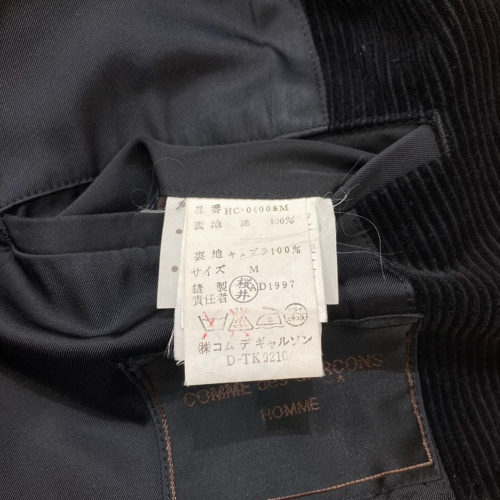 品番 HC-04008M
表地 綿 100%
裏地 キュプラ100%
サイズ M
縫製
責任者 桜井 AD1997
㈱コム デ ギャルソン
D-TK9210
COMME des GARÇONS
HOMME